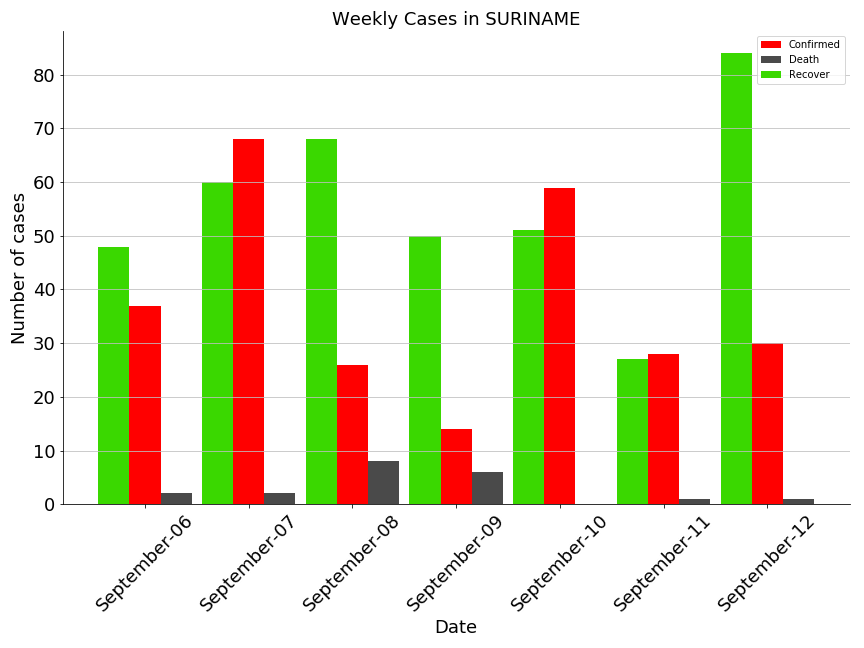 Weekly Cases in SURINAME
Confirmed
Death
Recover
Number of cases
80
70
60
50
40
30
20
10
0
September-06
September-07
September-08
September-09
September-10
September-11
September-12
Date